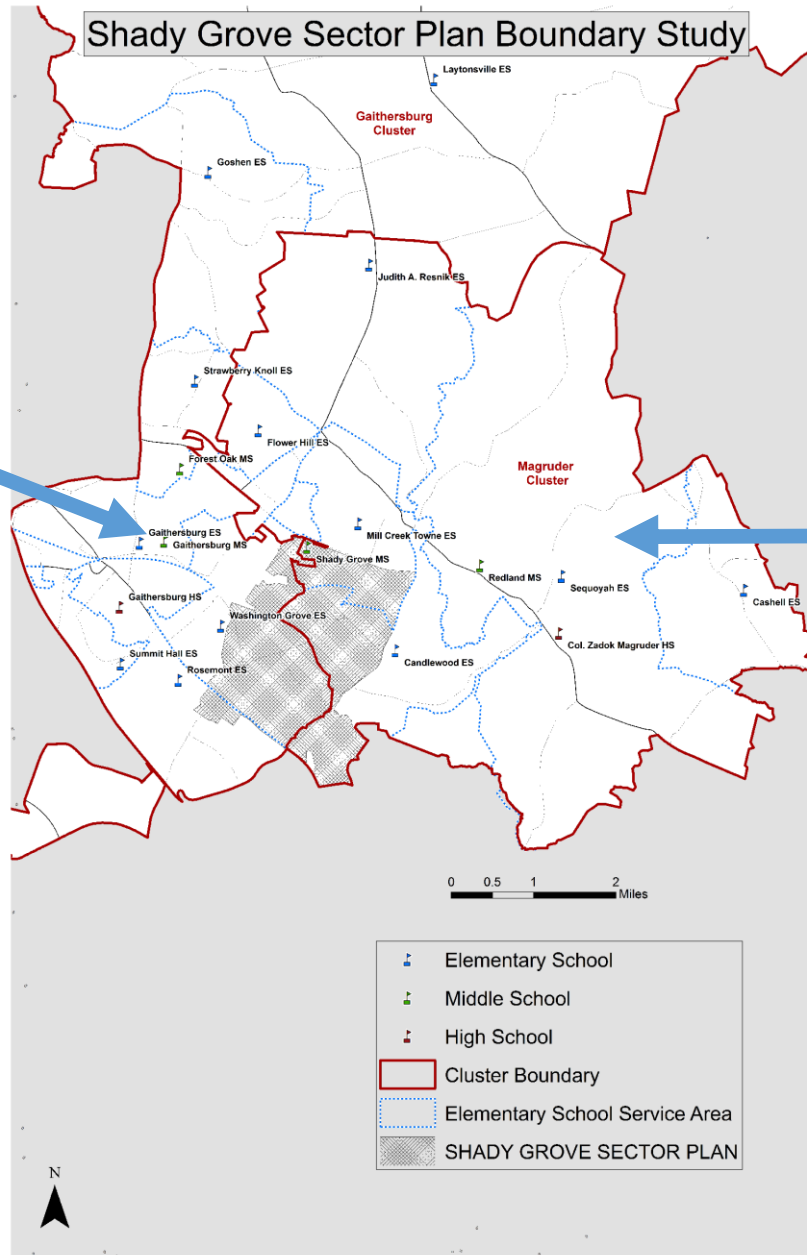 Shady Grove Sector Plan Boundary Study
Laytonsville ES
Gaithersburg
Cluster
Goshen ES
Judith A. Resnik ES
Strawberry Knoll ES
Flower Hill ES
Forest Oak MS
Magruder
Cluster
Gaithersburg ES
Gaithersburg MS
Mill Creek Towne ES
Shady Grove MS
Redland MS
Sequoyah ES
Cashell ES
Gaithersburg HS
Washington Grove ES
Col. Zadok Magruder HS
Summit Hall ES
Rosemont ES
Candlewood ES
0 0.5 1 2
Miles
Elementary School
Middle School
High School
Cluster Boundary
Elementary School Service Area
SHADY GROVE SECTOR PLAN
N